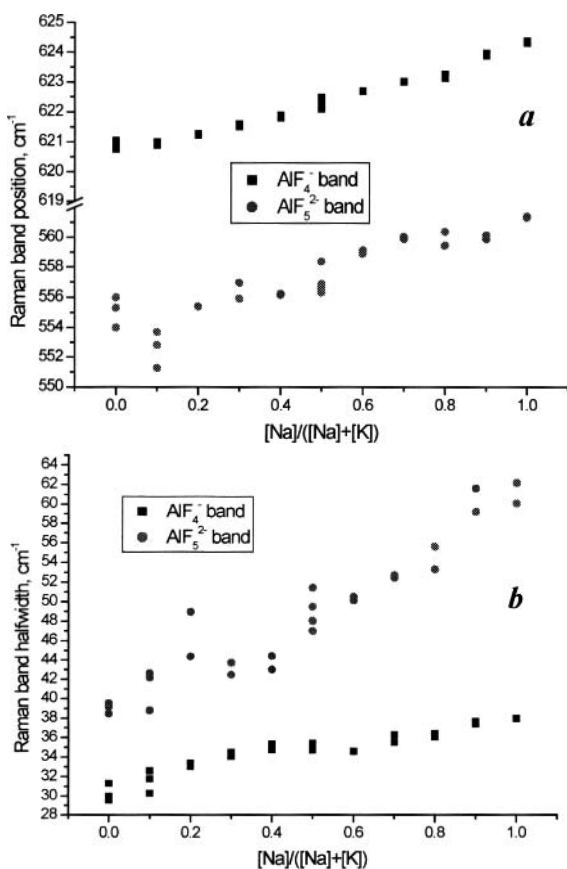 625
624
623
622
621
620
619
560
558
556
554
552
550
Raman band position, cm⁻¹
a
AlF₄⁻ band
AlF₅²⁻ band
0.0 0.2 0.4 0.6 0.8 1.0
[Na]/([Na]+[K])
64
62
60
58
56
54
52
50
48
46
44
42
40
38
36
34
32
30
28
Raman band halfwidth, cm⁻¹
AlF₄⁻ band
AlF₅²⁻ band
b
0.0 0.2 0.4 0.6 0.8 1.0
[Na]/([Na]+[K])